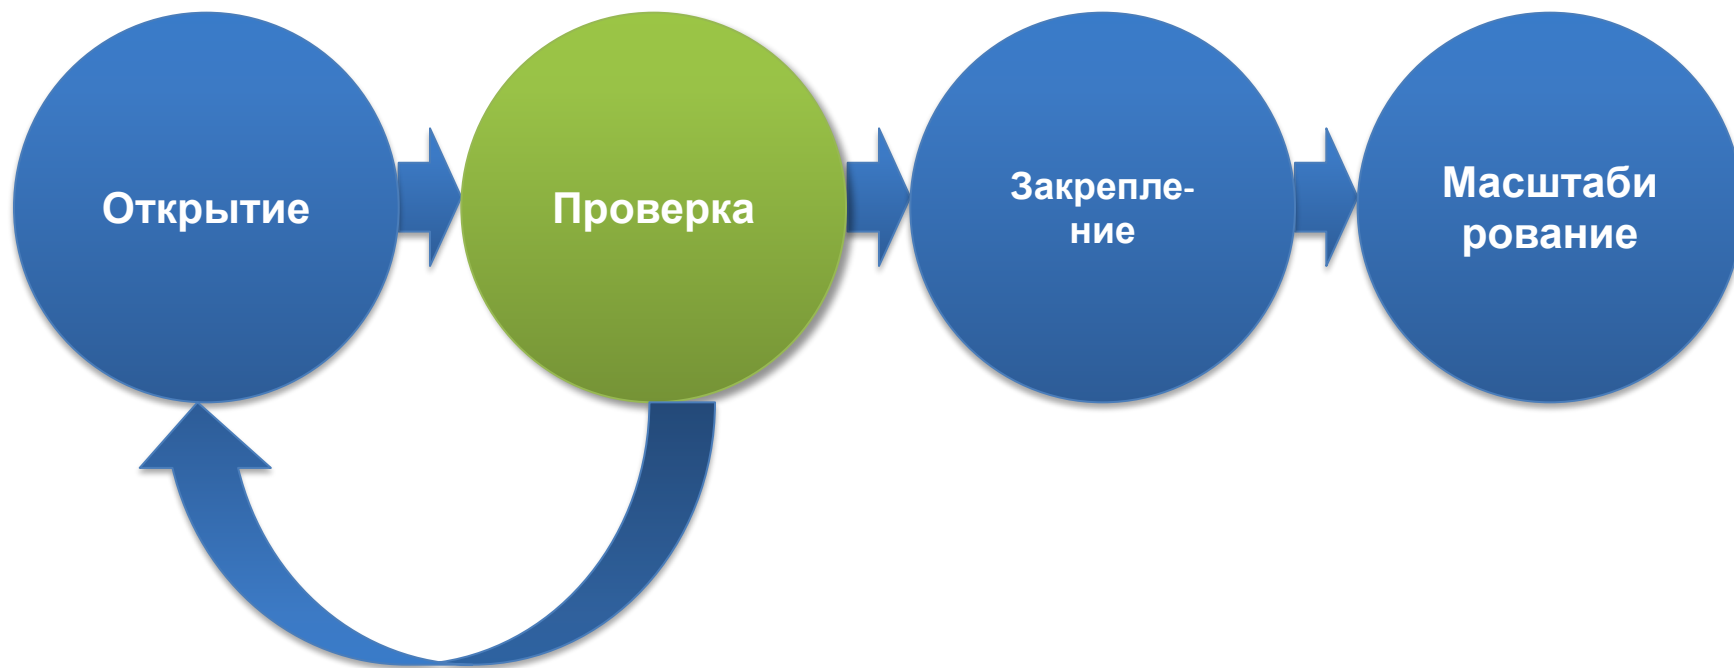 Открытие
Проверка
Закрепле-
ние
Масштаби
рование